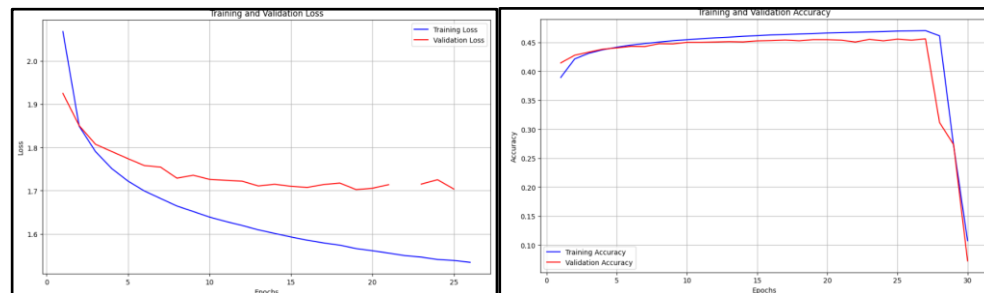 Training and Validation Loss
Training Loss
Validation Loss
2.0
1.9
1.8
1.7
1.6
Loss
0
5
10
15
20
25
Epochs
Training and Validation Accuracy
0.45
0.40
0.35
0.30
0.25
0.20
0.15
0.10
Accuracy
Training Accuracy
Validation Accuracy
0
5
10
15
20
25
30
Epochs